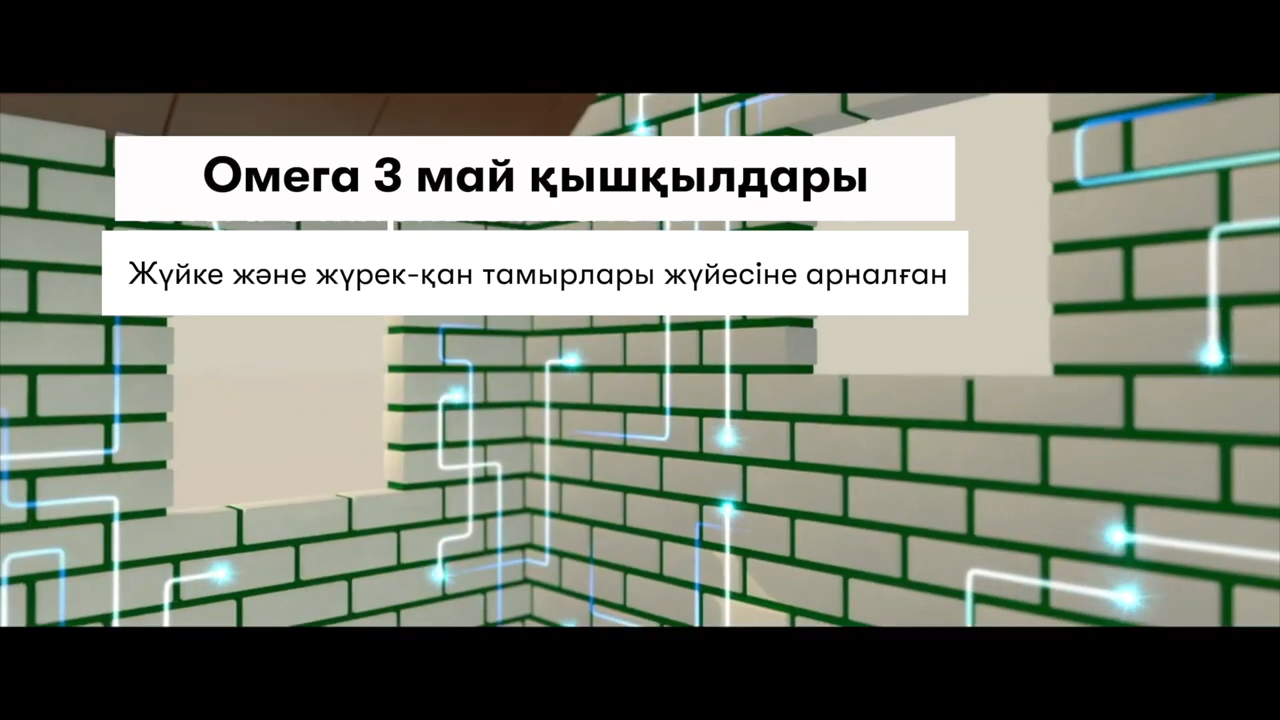 Омега 3 май қышқылдары
Жүйке және жүрек-қан тамырлары жүйесіне арналған